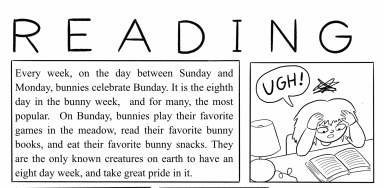 READING
Every week, on the day between Sunday and
Monday, bunnies celebrate Bunday. It is the eighth
day in the bunny week, and for many, the most
popular. On Bunday, bunnies play their favorite
games in the meadow, read their favorite bunny
books, and eat their favorite bunny snacks. They
are the only known creatures on earth to have an
eight day week, and take great pride in it.
UGH!